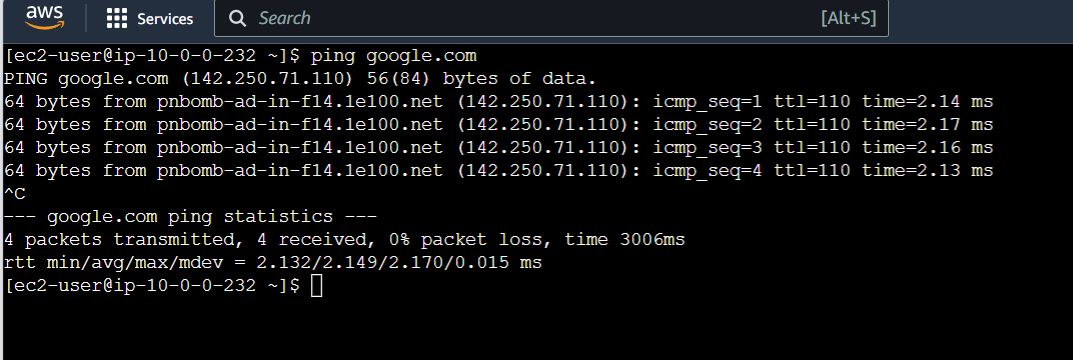 aws Services Search [Alt+S]
[ec2-user@ip-10-0-0-232 ~]$ ping google.com
PING google.com (142.250.71.110) 56(84) bytes of data.
64 bytes from pnbomb-ad-in-f14.1e100.net (142.250.71.110): icmp_seq=1 ttl=110 time=2.14 ms
64 bytes from pnbomb-ad-in-f14.1e100.net (142.250.71.110): icmp_seq=2 ttl=110 time=2.17 ms
64 bytes from pnbomb-ad-in-f14.1e100.net (142.250.71.110): icmp_seq=3 ttl=110 time=2.16 ms
64 bytes from pnbomb-ad-in-f14.1e100.net (142.250.71.110): icmp_seq=4 ttl=110 time=2.13 ms
^C
--- google.com ping statistics ---
4 packets transmitted, 4 received, 0% packet loss, time 3006ms
rtt min/avg/max/mdev = 2.132/2.149/2.170/0.015 ms
[ec2-user@ip-10-0-0-232 ~]$